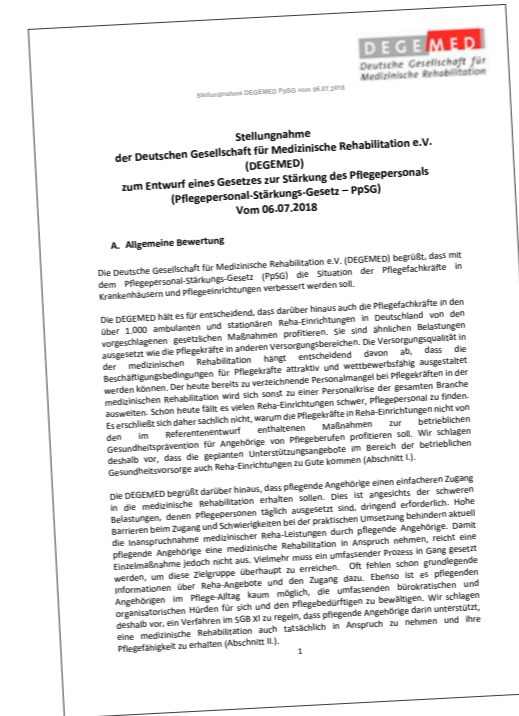 DEGEMED
Deutsche Gesellschaft für
Medizinische Rehabilitation
Stellungnahme DEGEMED PpSG vom 06.07.2018
Stellungnahme
der Deutschen Gesellschaft für Medizinische Rehabilitation e.V.
(DEGEMED)
zum Entwurf eines Gesetzes zur Stärkung des Pflegepersonals
(Pflegepersonal-Stärkungs-Gesetz – PpSG)
Vom 06.07.2018
A. Allgemeine Bewertung
Die Deutsche Gesellschaft für Medizinische Rehabilitation e.V. (DEGEMED) begrüßt, dass mit
dem Pflegepersonal-Stärkungs-Gesetz (PpSG) die Situation der Pflegefachkräfte in
Krankenhäusern und Pflegeeinrichtungen verbessert werden soll.
Die DEGEMED hält es für entscheidend, dass darüber hinaus auch die Pflegefachkräfte in den
über 1.000 ambulanten und stationären Reha-Einrichtungen in Deutschland von den
vorgeschlagenen gesetzlichen Maßnahmen profitieren. Sie sind ähnlichen Belastungen
ausgesetzt wie die Pflegekräfte in anderen Versorgungsbereichen. Die Versorgungsqualität in
der medizinischen Rehabilitation hängt entscheidend davon ab, dass die
Beschäftigungsbedingungen für Pflegekräfte attraktiv und wettbewerbsfähig ausgestaltet
werden können. Der heute bereits zu verzeichnende Personalmangel bei Pflegekräften in der
medizinischen Rehabilitation wird sich sonst zu einer Personalkrise der gesamten Branche
ausweiten. Schon heute fällt es vielen Reha-Einrichtungen schwer, Pflegepersonal zu finden.
Es erschließt sich daher sachlich nicht, warum die Pflegekräfte in Reha-Einrichtungen nicht von
den im Referentenentwurf enthaltenen Maßnahmen zur betrieblichen
Gesundheitsprävention für Angehörige von Pflegeberufen profitieren soll. Wir schlagen
deshalb vor, dass die geplanten Unterstützungsangebote im Bereich der betrieblichen
Gesundheitsvorsorge auch Reha-Einrichtungen zu Gute kommen (Abschnitt I.).
Die DEGEMED begrüßt darüber hinaus, dass pflegende Angehörige einen einfacheren Zugang
in die medizinische Rehabilitation erhalten sollen. Dies ist angesichts der schweren
Belastungen, denen Pflegepersonen täglich ausgesetzt sind, dringend erforderlich. Hohe
Barrieren beim Zugang und Schwierigkeiten bei der praktischen Umsetzung behindern aktuell
die Inanspruchnahme medizinischer Reha-Leistungen durch pflegende Angehörige. Damit
pflegende Angehörige eine medizinische Rehabilitation in Anspruch nehmen, reicht eine
Einzelmaßnahme jedoch nicht aus. Vielmehr muss ein umfassender Prozess in Gang gesetzt
werden, um diese Zielgruppe überhaupt zu erreichen. Oft fehlen schon grundlegende
Informationen über Reha-Angebote und den Zugang dazu. Ebenso ist es pflegenden
Angehörigen im Pflege-Alltag kaum möglich, die umfassenden bürokratischen und
organisatorischen Hürden für sich und den Pflegebedürftigen zu bewältigen. Wir schlagen
deshalb vor, ein Verfahren im SGB XI zu regeln, dass pflegende Angehörige darin unterstützt,
eine medizinische Rehabilitation auch tatsächlich in Anspruch zu nehmen und ihre
Pflegefähigkeit zu erhalten (Abschnitt II.).
1